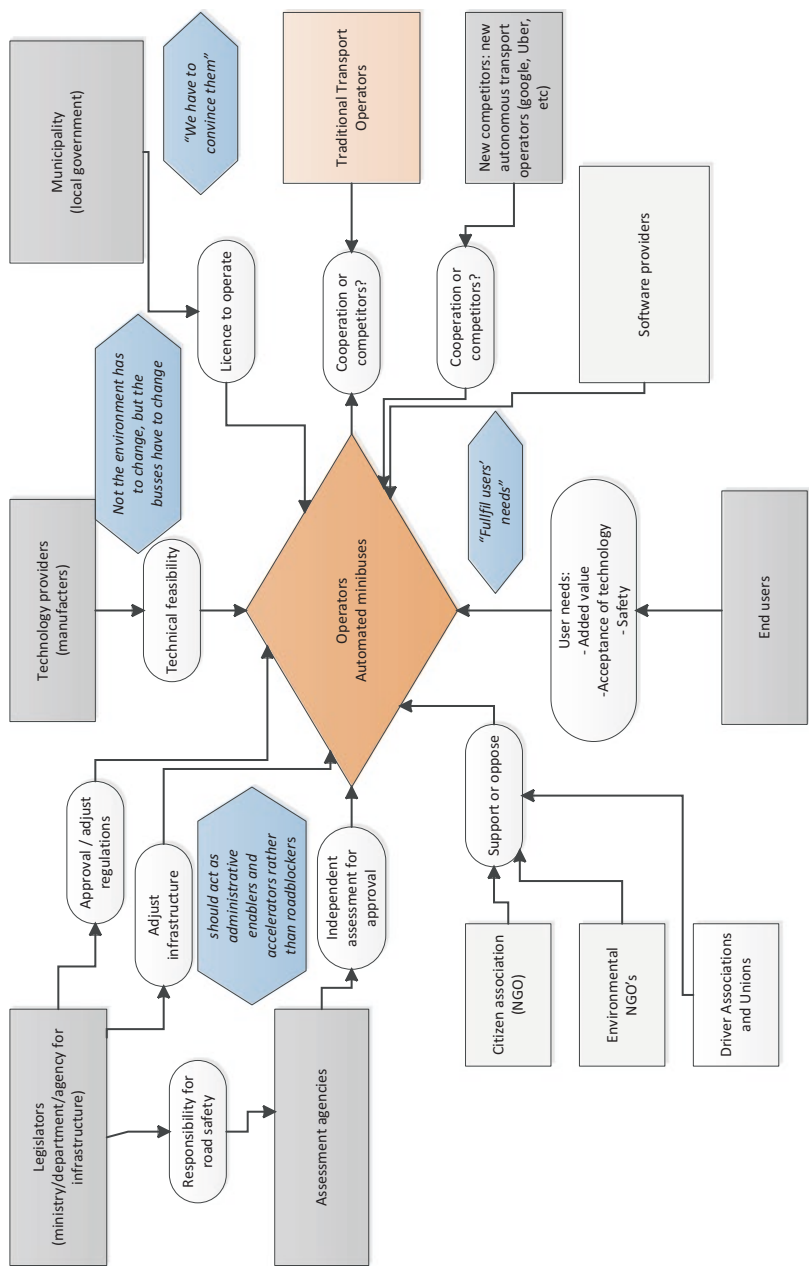 Legislators
(ministry/department/agency for
infrastructure)
Technology providers
(manufacters)
Municipality
(local government)
Approval / adjust
regulations
Not the environment has
to change, but the
busses have to change
"We have to
convince them"
Adjust
infrastructure
Technical feasibility
Licence to operate
Responsibility for
road safety
should act as
administrative
enablers and
accelerators rather
than roadblockers
Traditional Transport
Operators
Assessment agencies
Independent
assessment for
approval
Operators
Automated minibuses
Cooperation or
competitors?
Cooperation or
competitors?
New competitors: new
autonomous transport
operators (google, Uber,
etc)
"Fullfil users'
needs"
Citizen association
(NGO)
Support or oppose
User needs:
- Added value
-Acceptance of technology
- Safety
Software providers
Environmental
NGO's
Driver Associations
and Unions
End users